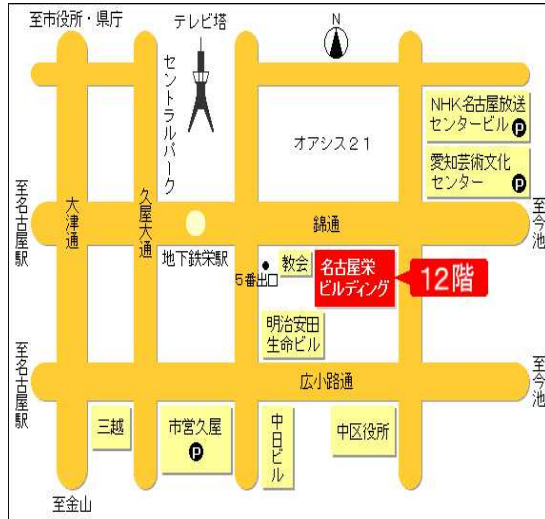 至市役所・県庁
テレビ塔
N
セントラルパーク
オアシス21
NHK名古屋放送
センタービル P
愛知芸術文化
センター P
至名古屋駅
大津通
久屋大通
錦通
至今池
地下鉄栄駅
5番出口
教会
名古屋栄
ビルディング
12階
明治安田
生命ビル
至名古屋駅
広小路通
至今池
三越
市営久屋
P
中日ビル
中区役所
至金山